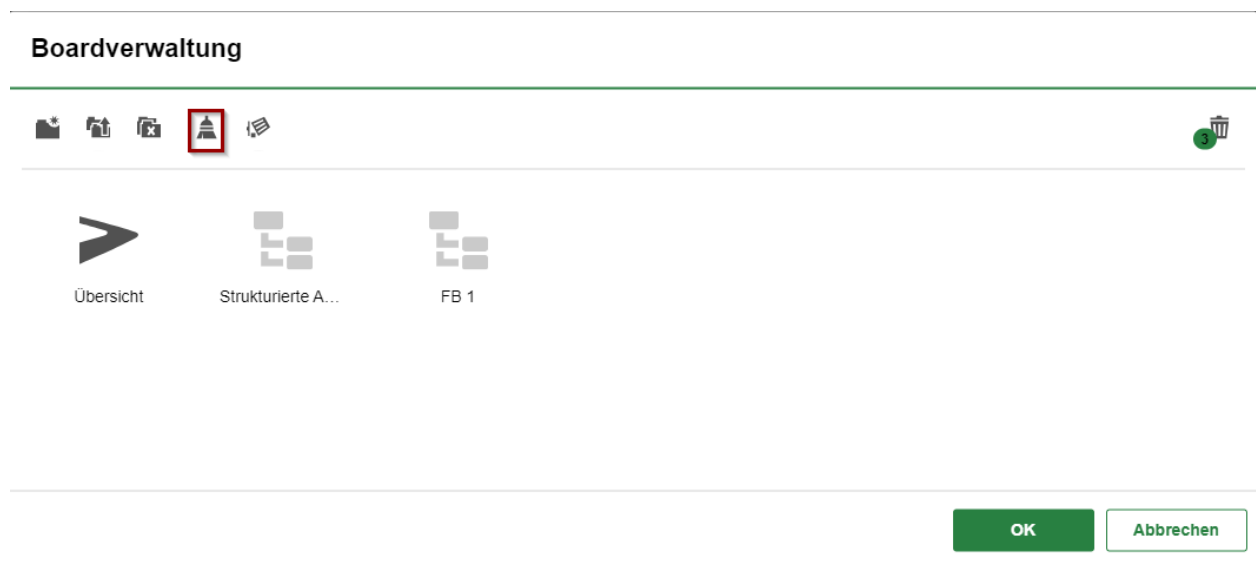 Boardverwaltung
3
Übersicht
Strukturierte A...
FB 1
OK
Abbrechen